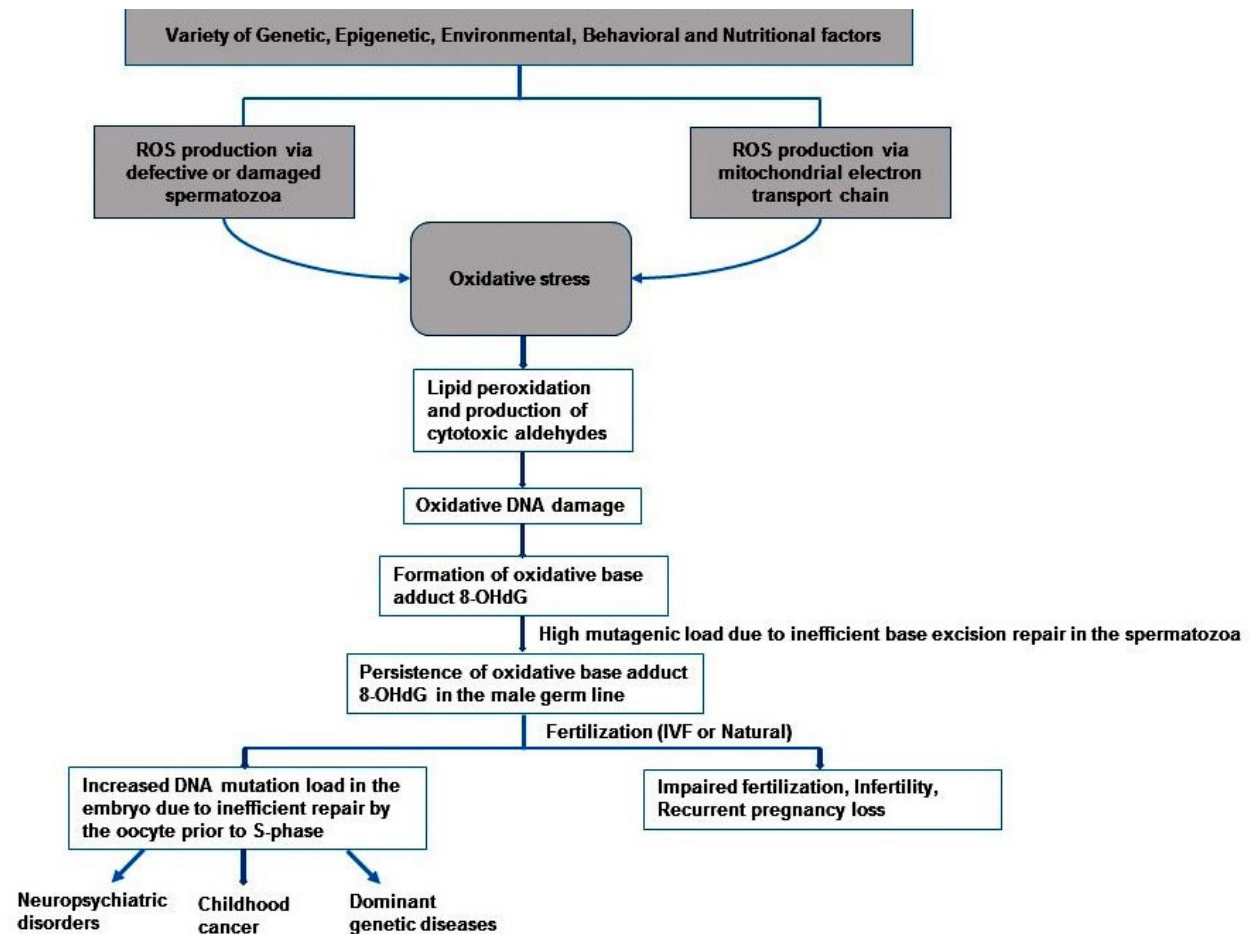 Variety of Genetic, Epigenetic, Environmental, Behavioral and Nutritional factors
ROS production via
defective or damaged
spermatozoa
ROS production via
mitochondrial electron
transport chain
Oxidative stress
Lipid peroxidation
and production of
cytotoxic aldehydes
Oxidative DNA damage
Formation of oxidative base
adduct 8-OHdG
High mutagenic load due to inefficient base excision repair in the spermatozoa
Persistence of oxidative base adduct
8-OHdG in the male germ line
Fertilization (IVF or Natural)
Increased DNA mutation load in the
embryo due to inefficient repair by
the oocyte prior to S-phase
Impaired fertilization, Infertility,
Recurrent pregnancy loss
Neuropsychiatric
disorders
Childhood
cancer
Dominant
genetic diseases